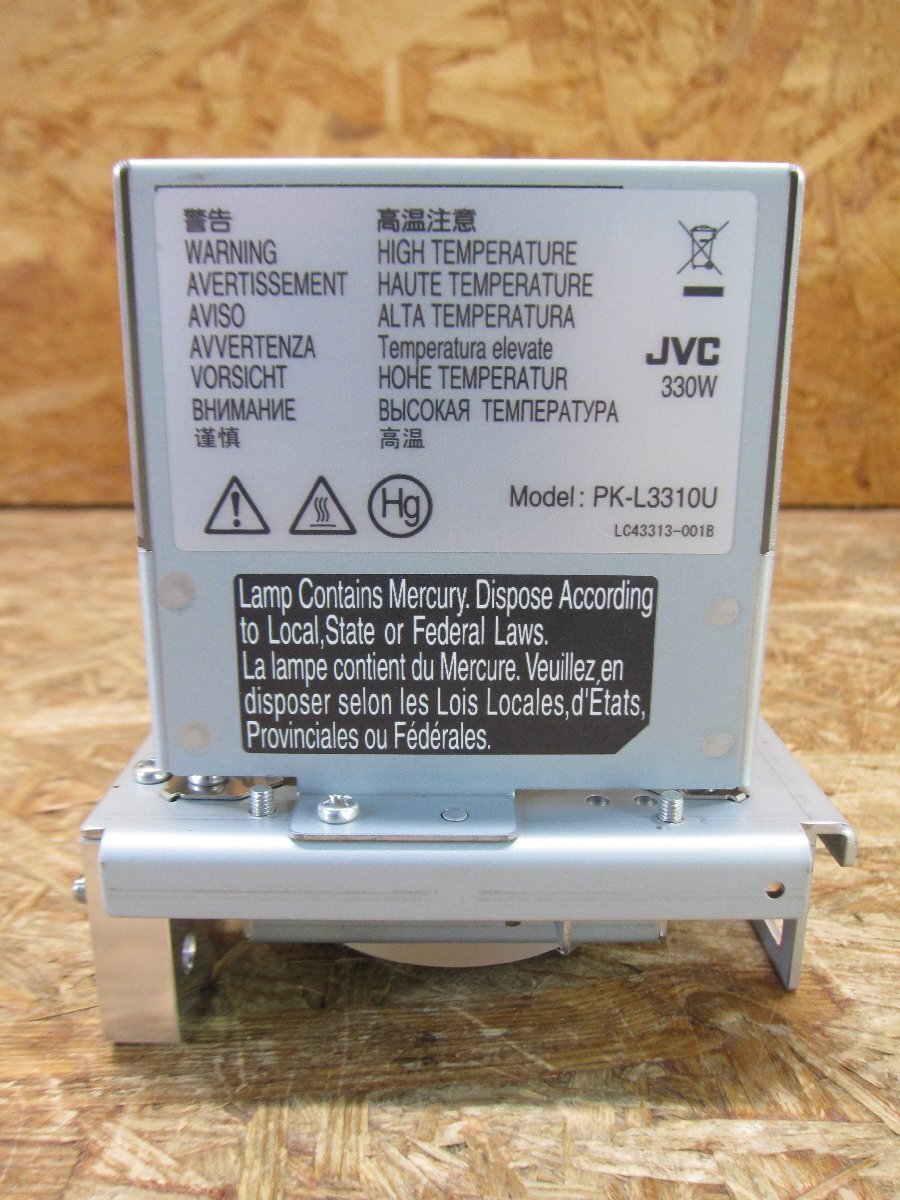 警告 高温注意
WARNING HIGH TEMPERATURE
AVERTISSEMENT HAUTE TEMPERATURE
AVISO ALTA TEMPERATURA
AVVERTENZA Temperatura elevate
VORSICHT HOHE TEMPERATUR
ВНИМАНИЕ ВЫСОКАЯ ТЕМПЕРАТУРА
谨慎 高温
JVC
330W
Hg
Model: PK-L3310U
LC43313-001B
Lamp Contains Mercury. Dispose According
to Local,State or Federal Laws.
La lampe contient du Mercure. Veuillez,en
disposer selon les Lois Locales,d'États,
Provinciales ou Fédérales.